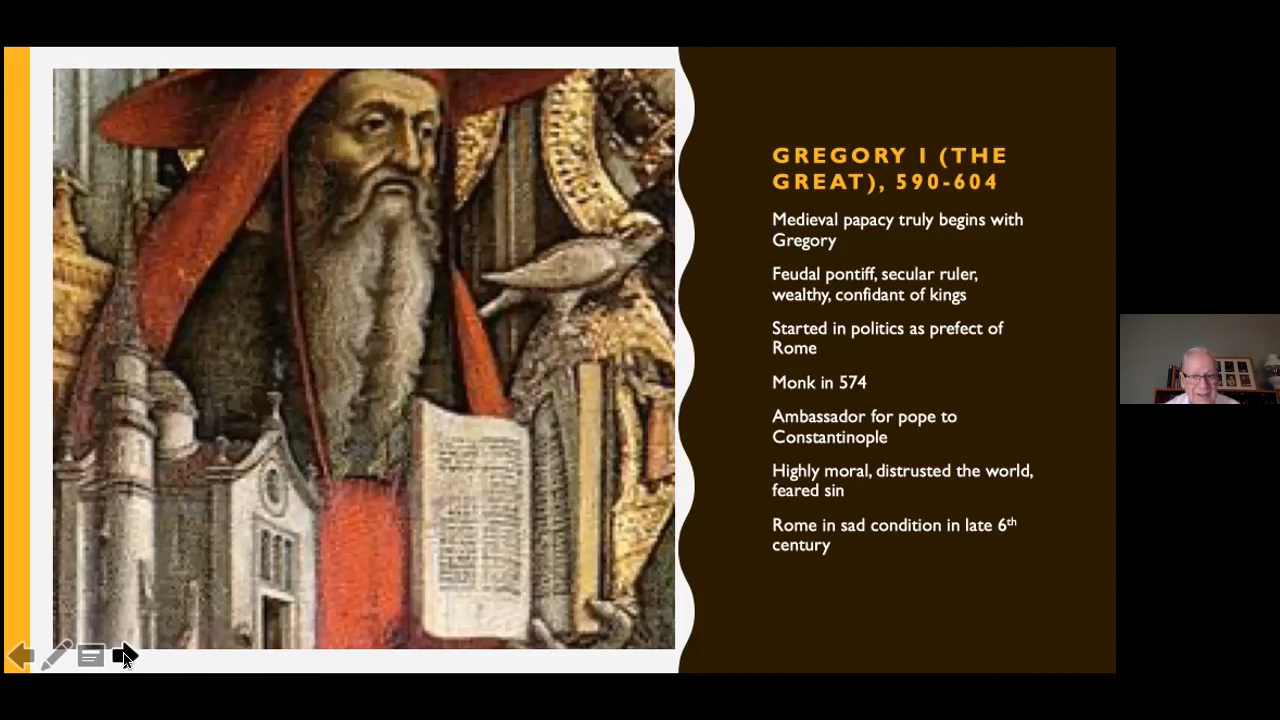 GREGORY I (THE
GREAT), 590-604
Medieval papacy truly begins with
Gregory
Feudal pontiff, secular ruler,
wealthy, confidant of kings
Started in politics as prefect of
Rome
Monk in 574
Ambassador for pope to
Constantinople
Highly moral, distrusted the world,
feared sin
Rome in sad condition in late 6th
century